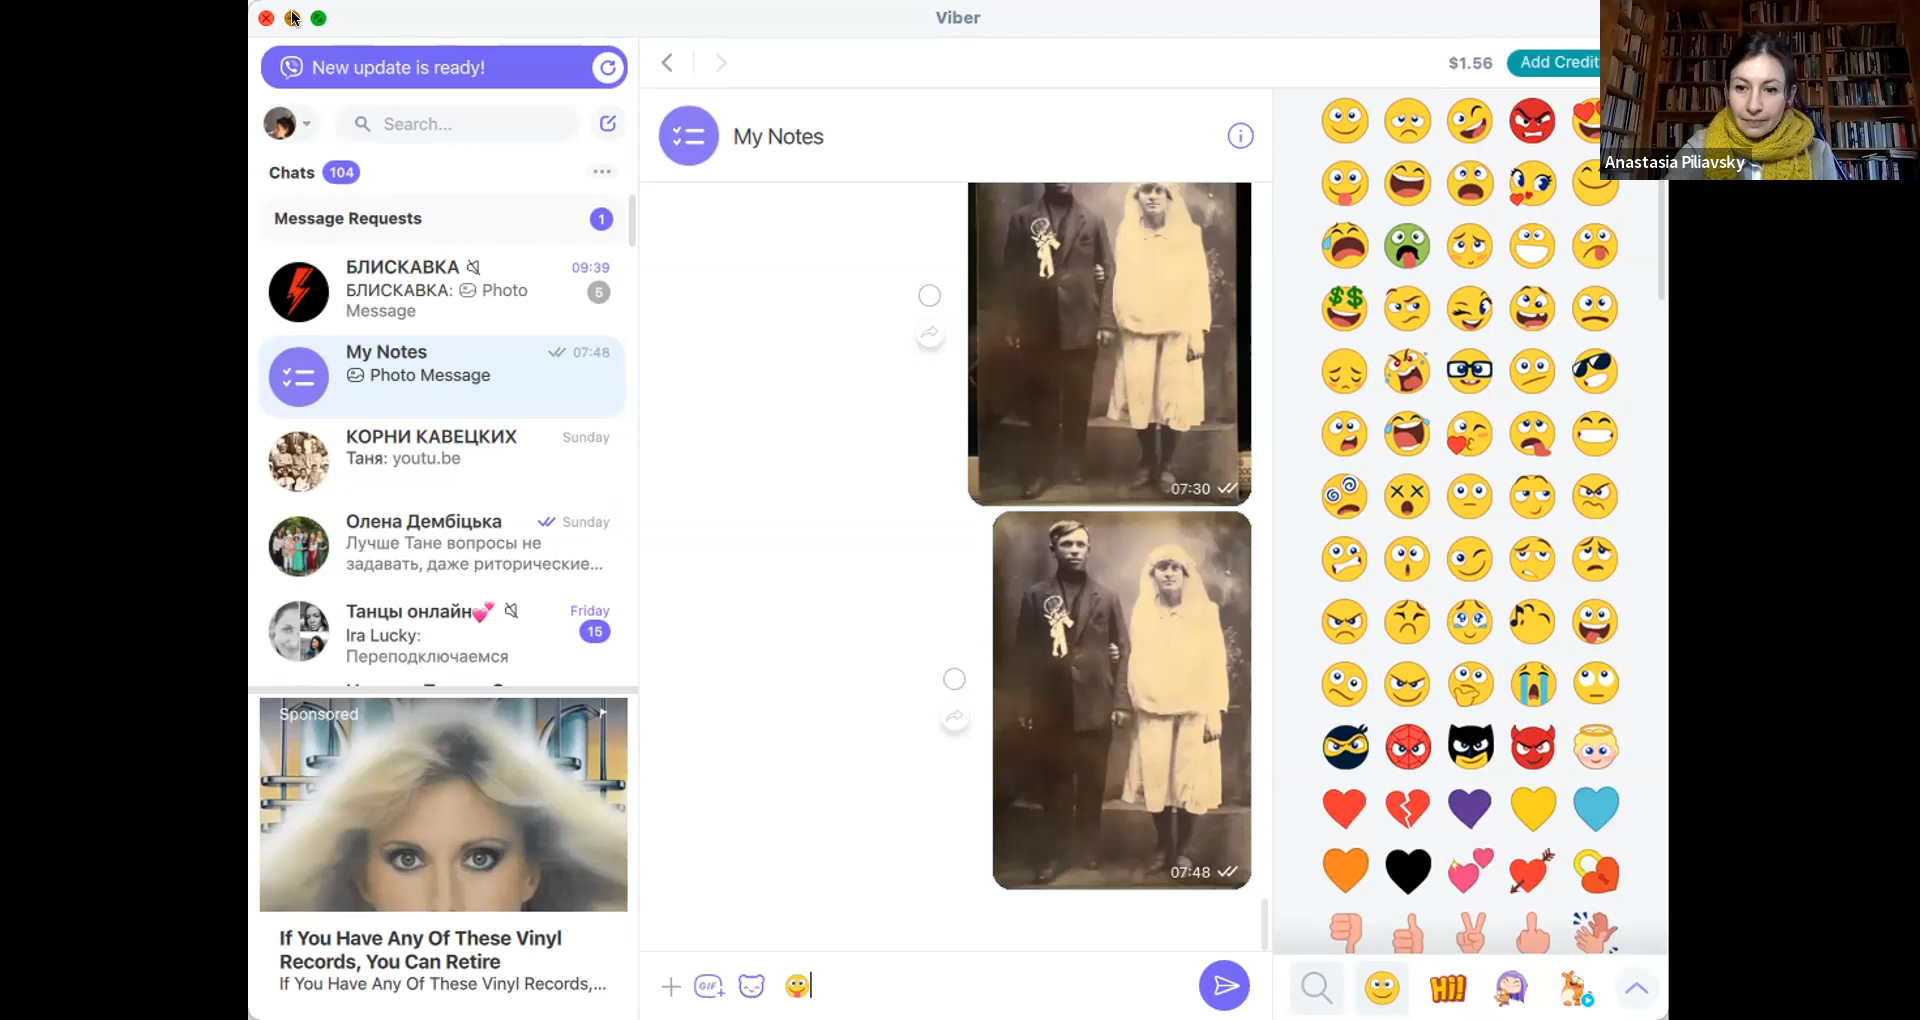 Viber
New update is ready!
$1.56
Add Credit
Search...
My Notes
Anastasia Piliavsky
Chats 104
Message Requests
1
БЛИСКАВКА
09:39
БЛИСКАВКА: Photo
Message
5
My Notes
07:48
Photo Message
КОРНИ КАВЕЦКИХ
Sunday
Таня: youtu.be
07:30
Олена Дембіцька
Sunday
Лучше Тане вопросы не
задавать, даже риторические...
Танцы онлайн
Friday
Ira Lucky:
15
Переподключаемся
Sponsored
07:48
If You Have Any Of These Vinyl
Records, You Can Retire
If You Have Any Of These Vinyl Records,...
GIF
HI!